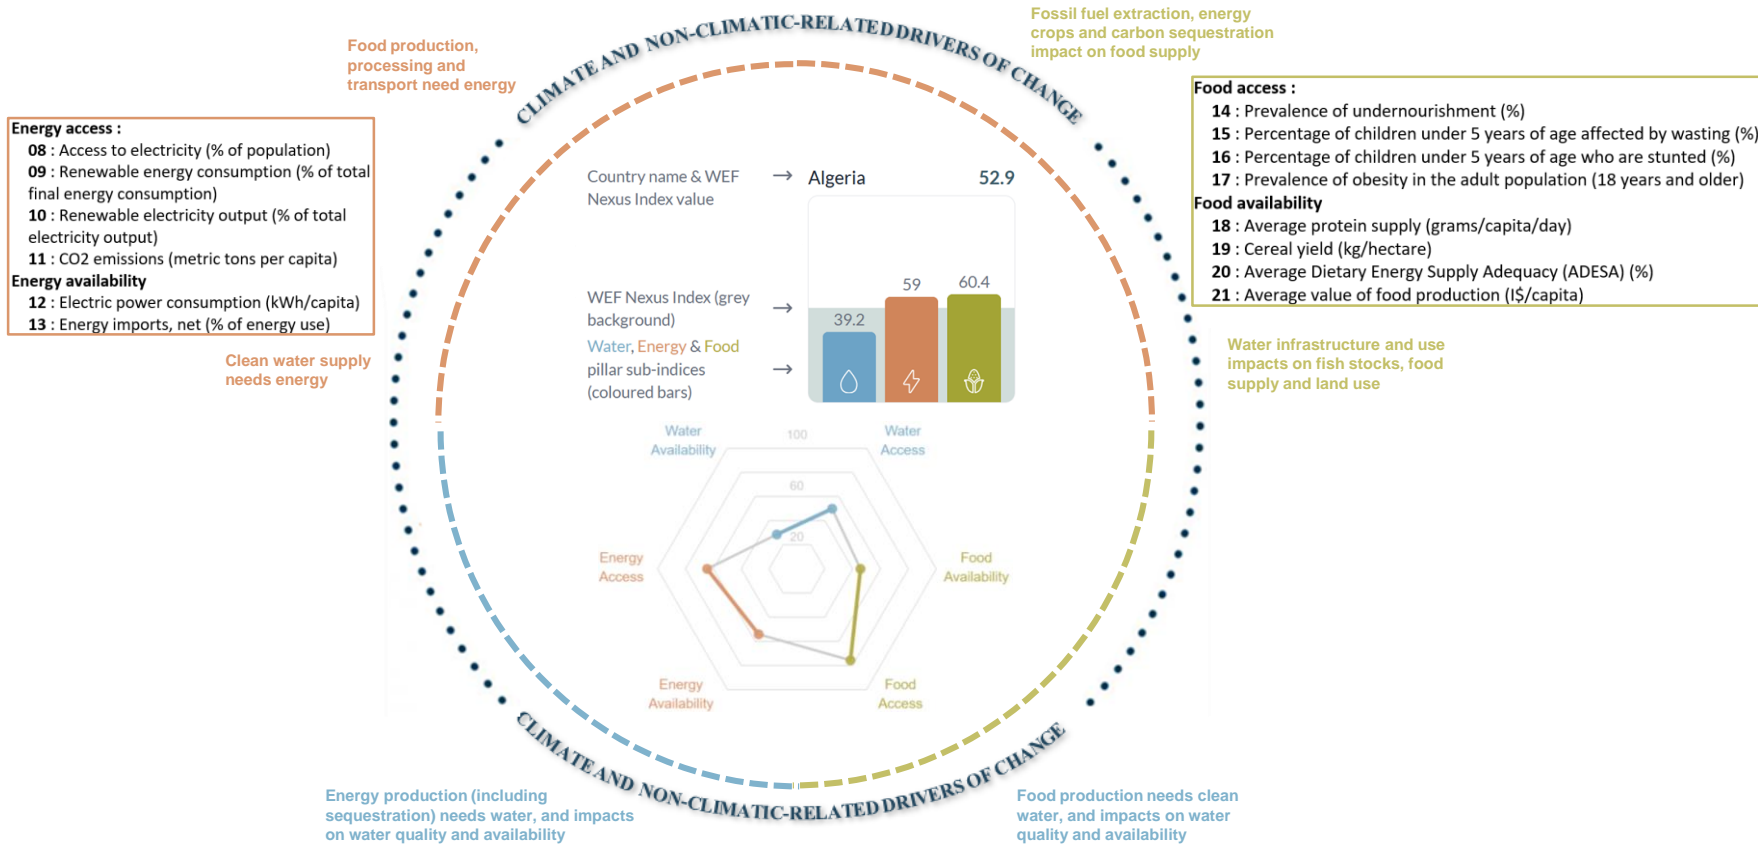 CLIMATE AND NON-CLIMATIC-RELATED DRIVERS OF CHANGE
Food production,
processing and
transport need energy
Fossil fuel extraction, energy
crops and carbon sequestration
impact on food supply
Energy access :
08 : Access to electricity (% of population)
09 : Renewable energy consumption (% of total
final energy consumption)
10 : Renewable electricity output (% of total
electricity output)
11 : CO2 emissions (metric tons per capita)
Energy availability
12 : Electric power consumption (kWh/capita)
13 : Energy imports, net (% of energy use)
Clean water supply
needs energy
Food access :
14 : Prevalence of undernourishment (%)
15 : Percentage of children under 5 years of age affected by wasting (%)
16 : Percentage of children under 5 years of age who are stunted (%)
17 : Prevalence of obesity in the adult population (18 years and older)
Food availability
18 : Average protein supply (grams/capita/day)
19 : Cereal yield (kg/hectare)
20 : Average Dietary Energy Supply Adequacy (ADESA) (%)
21 : Average value of food production (I$/capita)
Water infrastructure and use
impacts on fish stocks, food
supply and land use
Country name & WEF
Nexus Index value
→ Algeria 52.9
WEF Nexus Index (grey
background)
→
Water, Energy & Food
pillar sub-indices
(coloured bars)
→
39.2
59
60.4
Water
Availability
100
Water
Access
60
20
Energy
Access
Food
Availability
Energy
Availability
Food
Access
CLIMATE AND NON-CLIMATIC-RELATED DRIVERS OF CHANGE
Energy production (including
sequestration) needs water, and impacts
on water quality and availability
Food production needs clean
water, and impacts on water
quality and availability